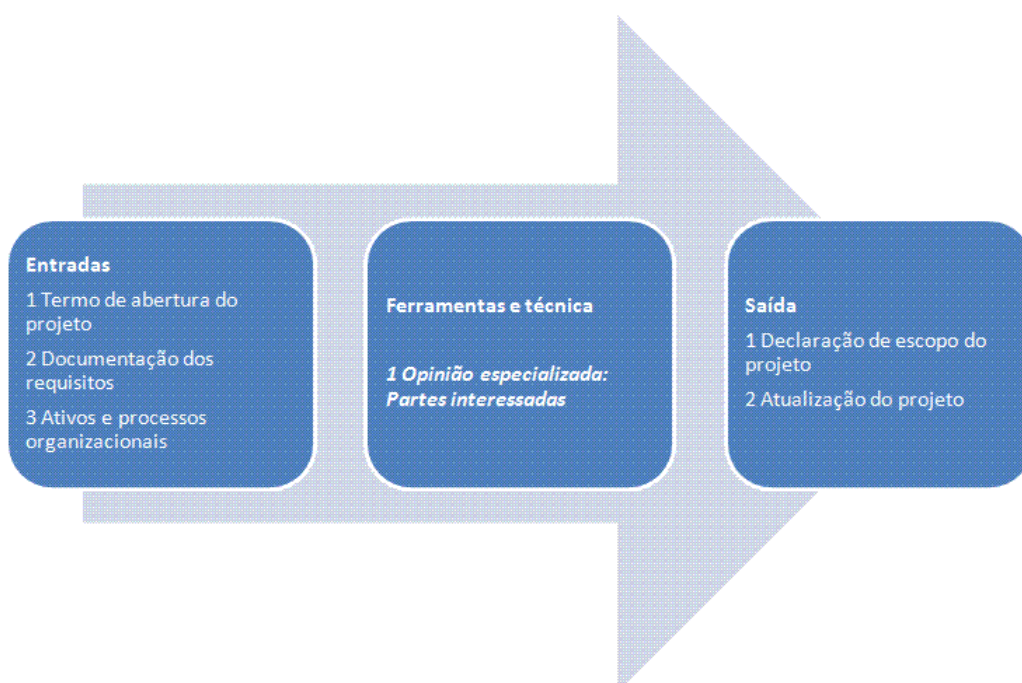 Entradas
1 Termo de abertura do
projeto
2 Documentação dos
requisitos
3 Ativos e processos
organizacionais
Ferramentas e técnica
1 Opinião especializada:
Partes interessadas
Saída
1 Declaração de escopo do
projeto
2 Atualização do projeto